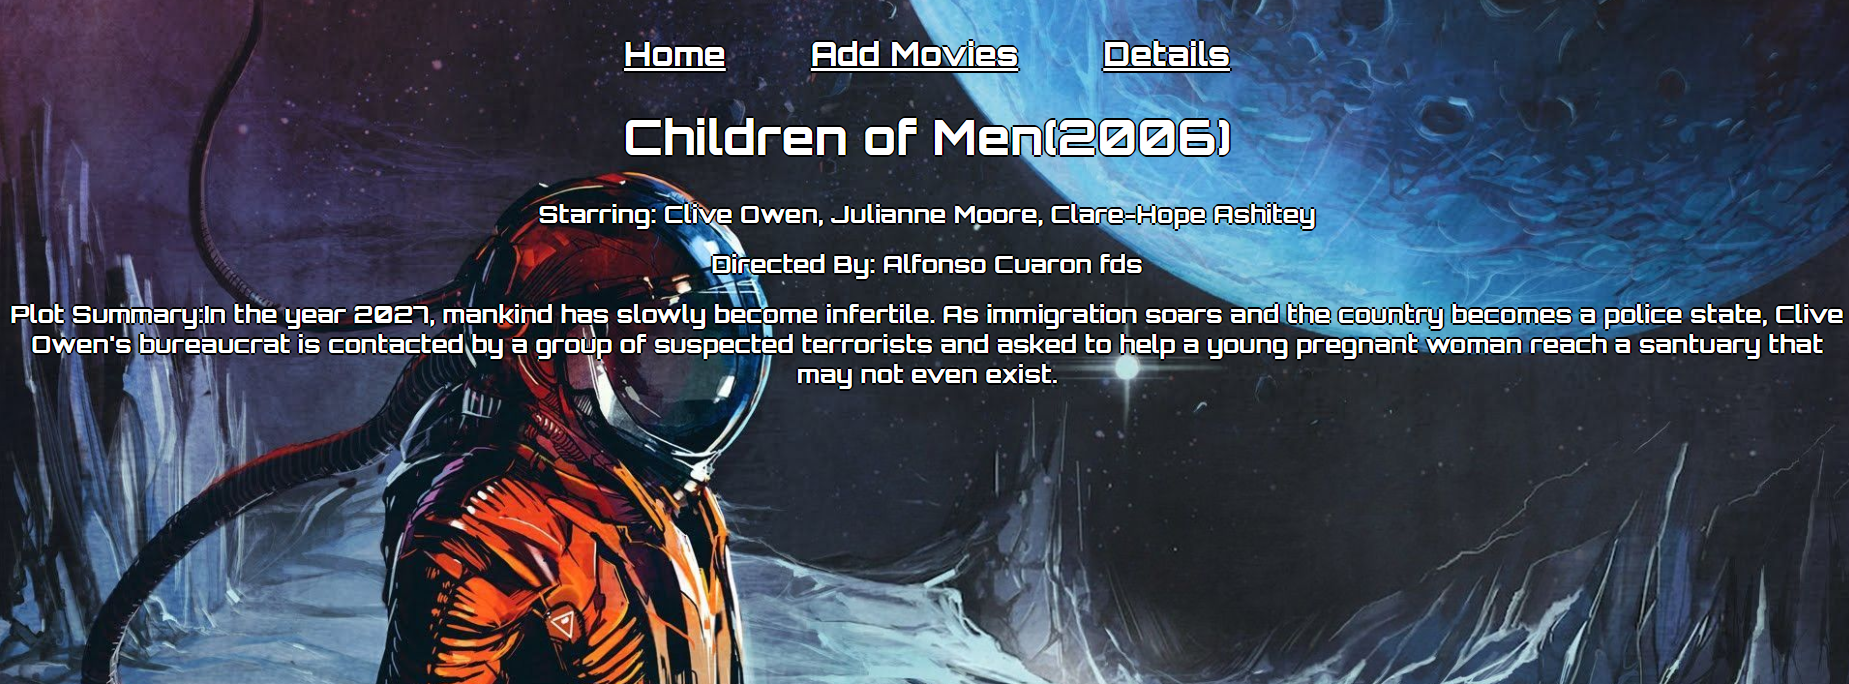 Home Add Movies Details
Children of Men(2006)
Starring: Clive Owen, Julianne Moore, Clare-Hope Ashitey
Directed By: Alfonso Cuaron fds
Plot Summary:In the year 2027, mankind has slowly become infertile. As immigration soars and the country becomes a police state, Clive
Owen's bureaucrat is contacted by a group of suspected terrorists and asked to help a young pregnant woman reach a santuary that
may not even exist.